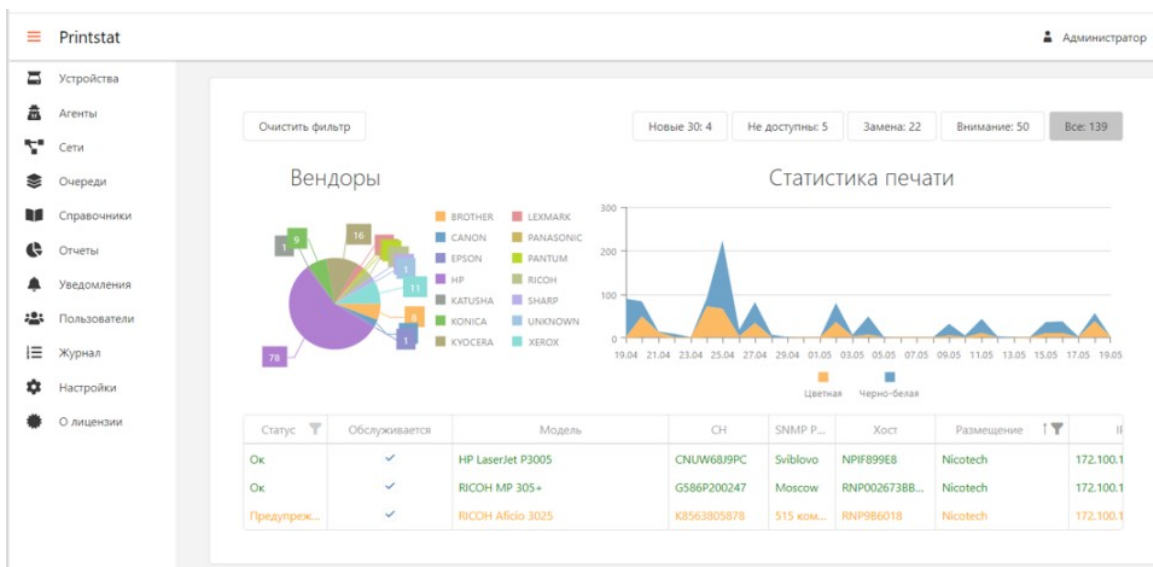 Printstat
Администратор
Устройства
Агенты
Сети
Очереди
Справочники
Отчеты
Уведомления
Пользователи
Журнал
Настройки
О лицензии
Очистить фильтр
Новые 30: 4
Не доступны: 5
Замена: 22
Внимание: 50
Все: 139
Вендоры
1
9
16
1
11
8
1
78
BROTHER LEXMARK
CANON PANASONIC
EPSON PANTUM
HP RICOH
KATUSHA SHARP
KONICA UNKNOWN
KYOCERA XEROX
Статистика печати
300
200
100
0
19.04 21.04 23.04 25.04 27.04 29.04 01.05 03.05 05.05 07.05 09.05 11.05 13.05 15.05 17.05 19.05
Цветная Черно-белая
Статус Обслуживается Модель СН SNMP P... Хост Размещение
Ок HP LaserJet P3005 CNUW68J9PC Sviblovo NPIF899E8 Nicotech 172.100.1
Ок RICOH MP 305+ G586P200247 Moscow RNP002673BB... Nicotech 172.100.1
Предупреж... RICOH Aficio 3025 K8563805878 515 ком... RNP9B6018 Nicotech 172.100.1